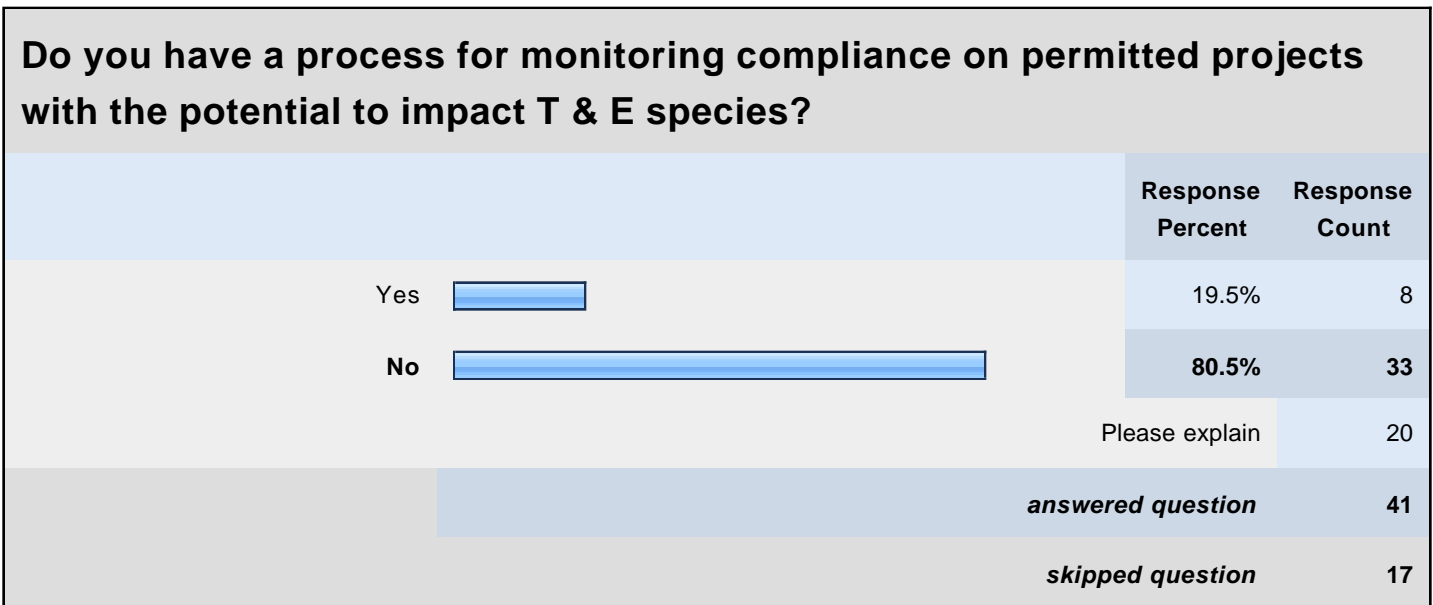 Do you have a process for monitoring compliance on permitted projects
with the potential to impact T & E species?
Response Response
Percent Count
Yes 19.5% 8
No 80.5% 33
Please explain 20
answered question 41
skipped question 17